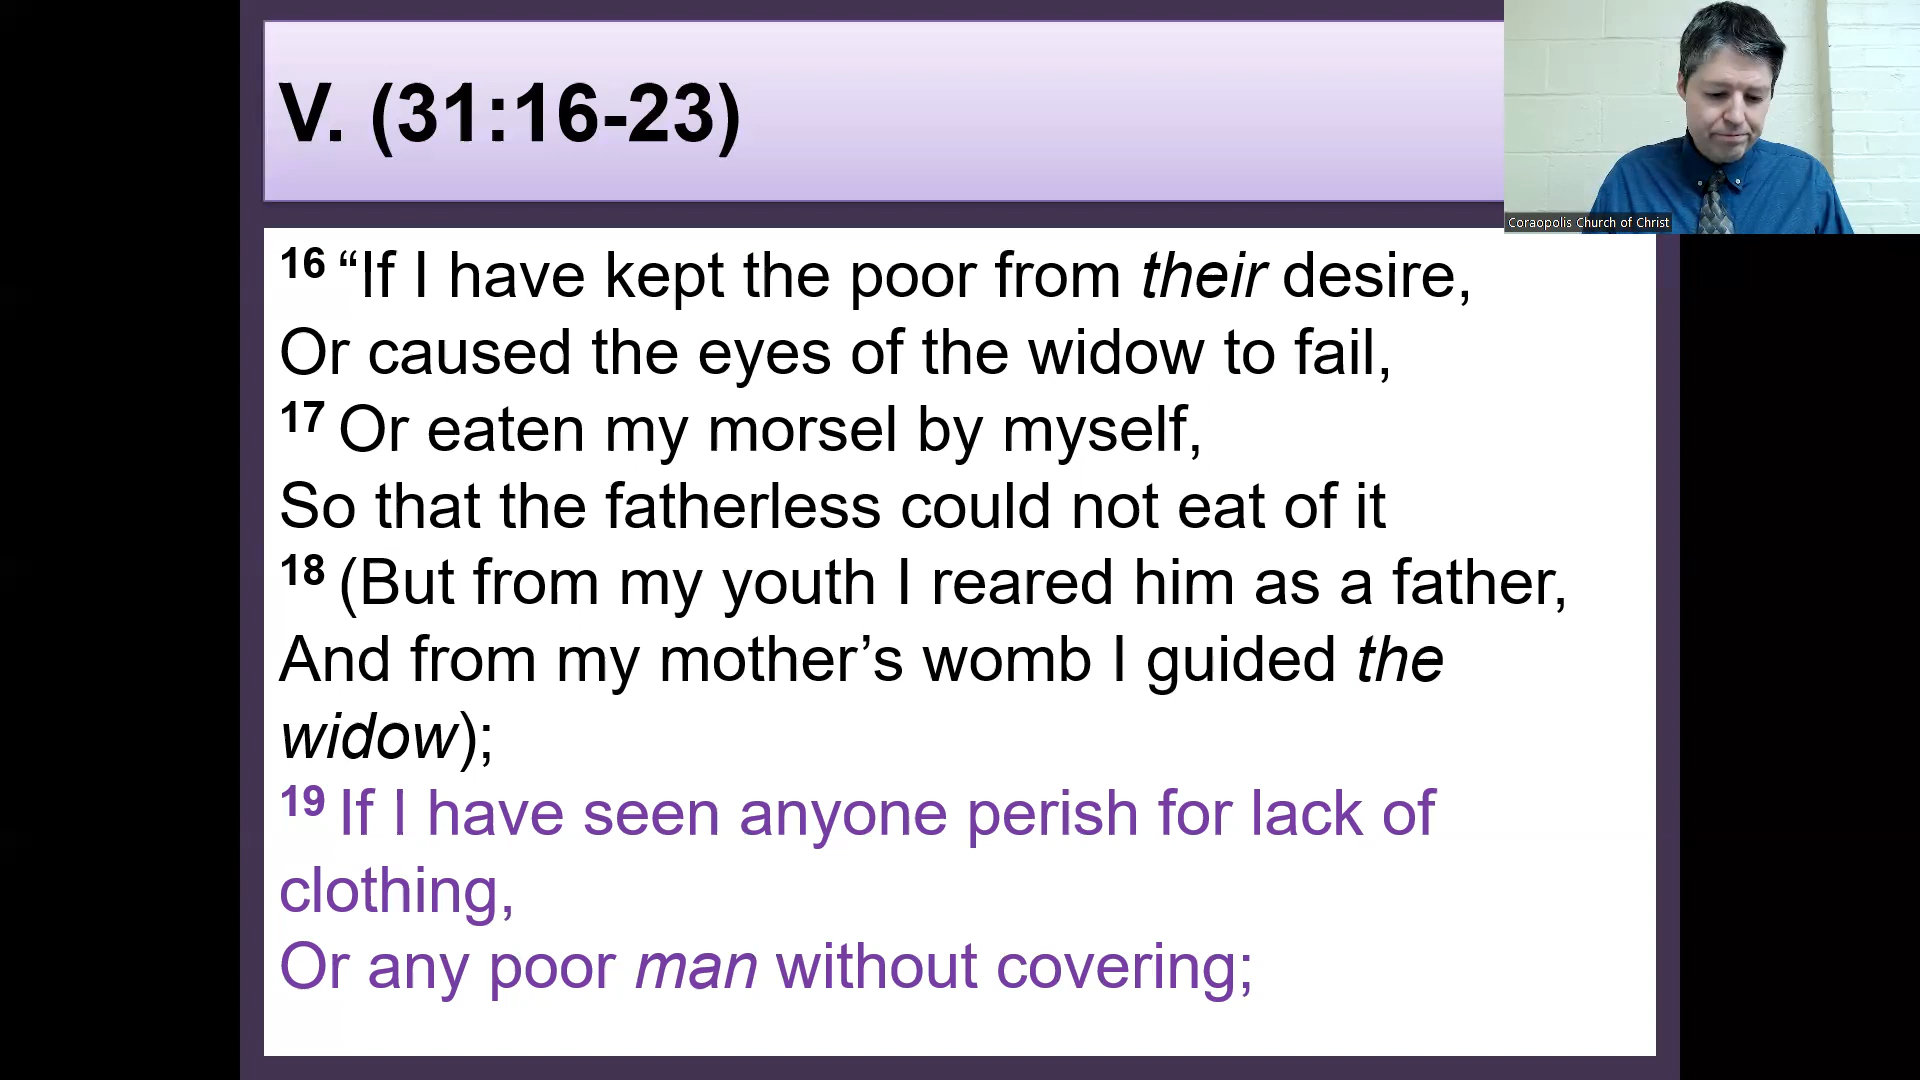 V. (31:16-23)
Coraopolis Church of Christ
16 “If I have kept the poor from their desire,
Or caused the eyes of the widow to fail,
17 Or eaten my morsel by myself,
So that the fatherless could not eat of it
18 (But from my youth I reared him as a father,
And from my mother’s womb I guided the
widow);
19 If I have seen anyone perish for lack of
clothing,
Or any poor man without covering;